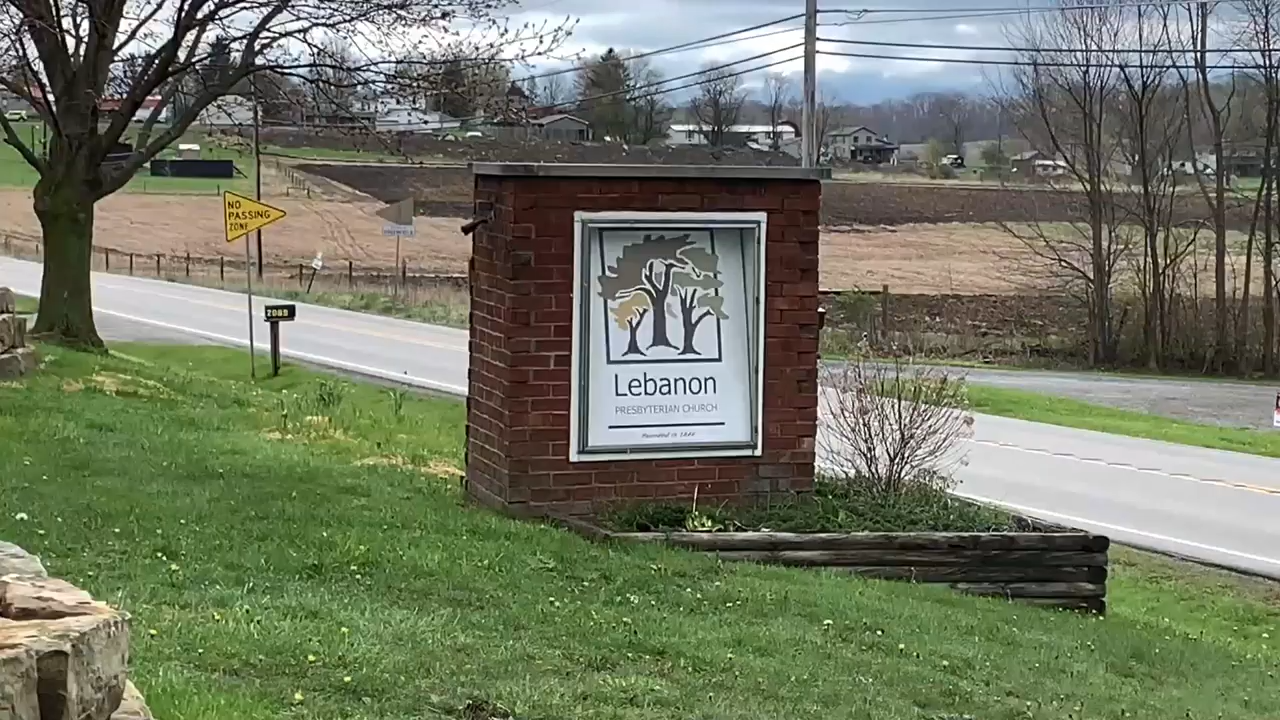 NO
PASSING
ZONE
2089
Lebanon
PRESBYTERIAN CHURCH